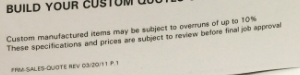 BUILD YOUR CUSTOM
Custom manufactured items may be subject to overruns of up to 10%
These specifications and prices are subject to review before final job approval
FRM-SALES-QUOTE REV 03/20/11 P.1